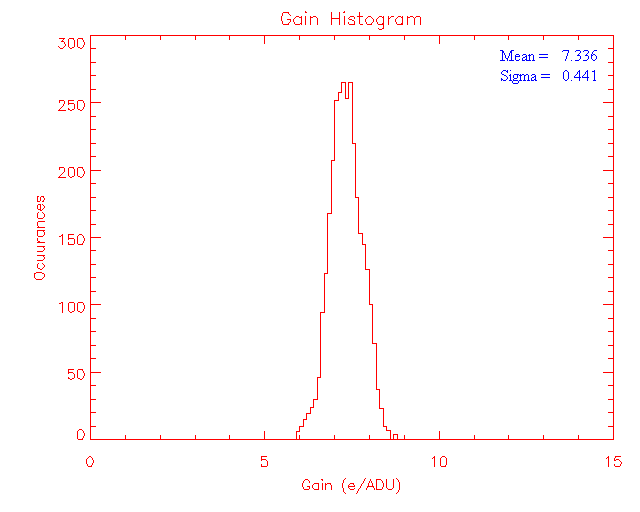 Gain Histogram
Mean = 7.336
Sigma = 0.441
300
250
200
150
100
50
0
Ocuurances
0 5 10 15
Gain (e/ADU)